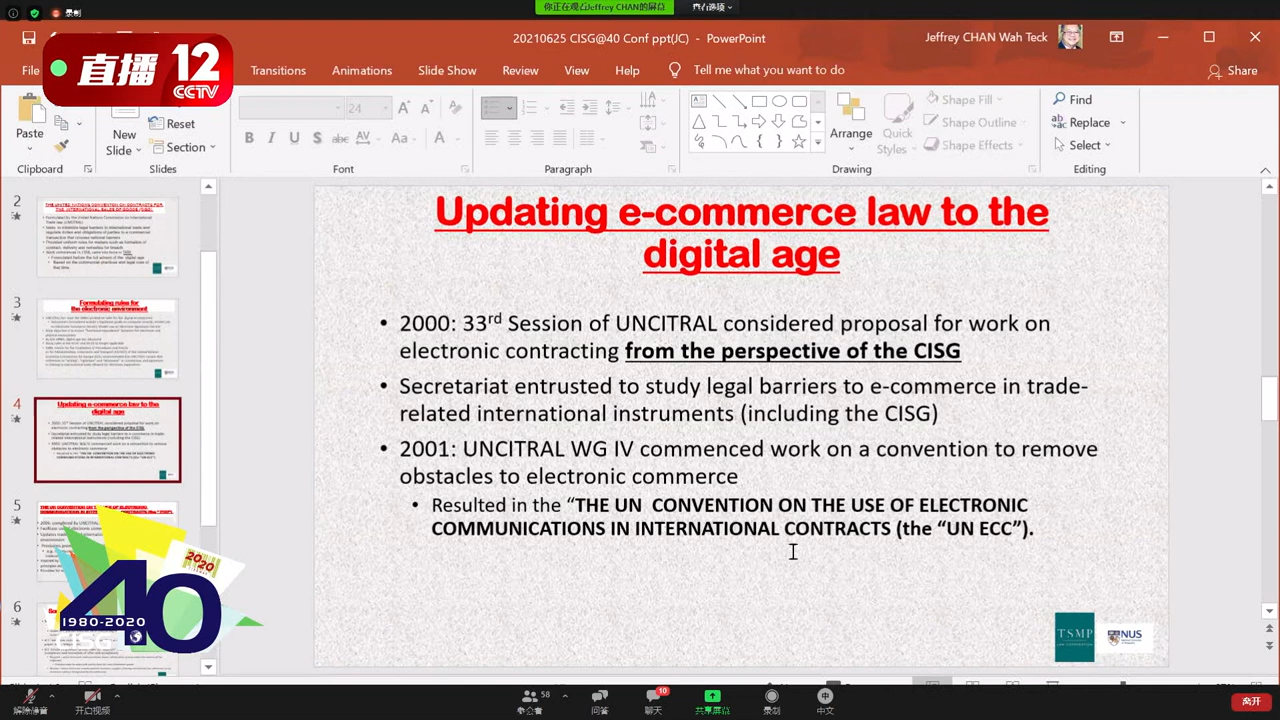 录制
你正在观看Jeffrey CHAN的屏幕
查看选项
20210625 CISG@40 Conf ppt(JC) - PowerPoint
Jeffrey CHAN Wah Teck
直播
12
CCTV
File
Transitions
Animations
Slide Show
Review
View
Help
Tell me what you want to do
Share
Paste
New
Slide
Reset
Section
24
Arrange
Quick
Styles
Shape Fill
Shape Outline
Shape Effects
Find
Replace
Select
Clipboard
Slides
Font
Paragraph
Drawing
Editing
2
3
Formulating rules for
the electronic environment
4
Updating e-commerce law to the
digital age
5
6
Updating e-commerce law to the
digital age
• 2000: 33rd Session of UNCITRAL considered proposal for work on
electronic contracting from the perspective of the CISG
• Secretariat entrusted to study legal barriers to e-commerce in trade-
related international instruments (including the CISG)
• 2001: UNCITRAL WG IV commenced work on a convention to remove
obstacles to electronic commerce
• Resulted in the “THE UN CONVENTION ON THE USE OF ELECTRONIC
COMMUNICATIONS IN INTERNATIONAL CONTRACTS (the “UN ECC”).
TSMP
LAW CORPORATION
NUS
2020
40
1980-2020
CISG
解除静音
开启视频
58
参会者
问答
10
聊天
共享屏幕
录制
中文
离开